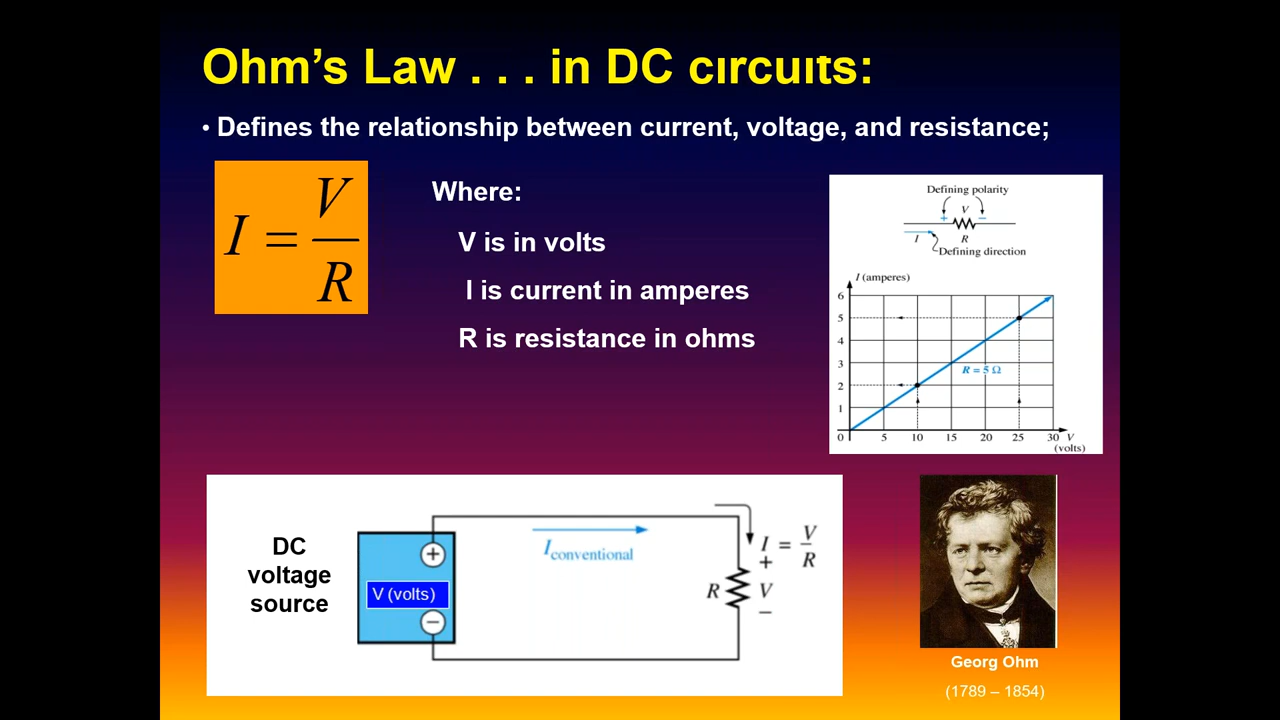 Ohm’s Law . . . in DC cırcuıts:
• Defines the relationship between current, voltage, and resistance;
I = V / R
Where:
V is in volts
I is current in amperes
R is resistance in ohms
Defining polarity
V
+ −
I R
Defining direction
I (amperes)
6
5
4
3
R = 5 Ω
2
1
0 5 10 15 20 25 30 V
(volts)
DC
voltage
source
+
V (volts)
−
I conventional
I = V / R
+
R V
−
Georg Ohm
(1789 – 1854)